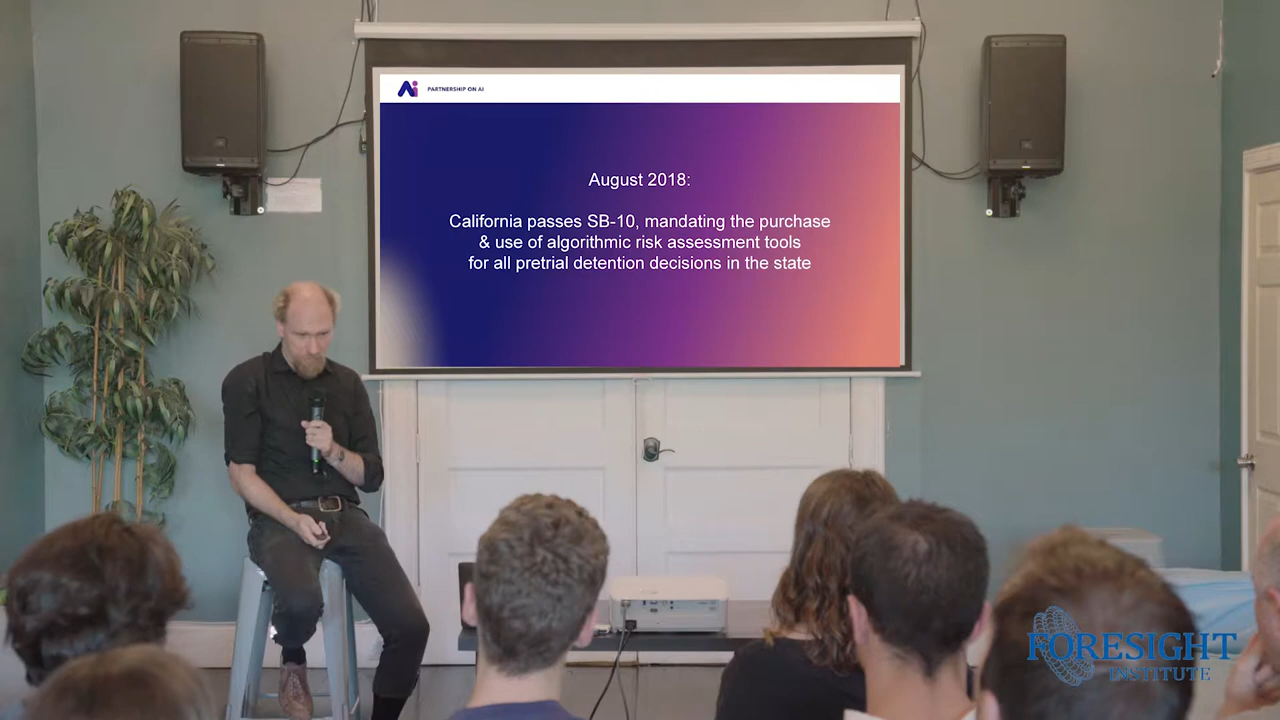 PARTNERSHIP ON AI
August 2018:
California passes SB-10, mandating the purchase
& use of algorithmic risk assessment tools
for all pretrial detention decisions in the state
FORESIGHT
INSTITUTE